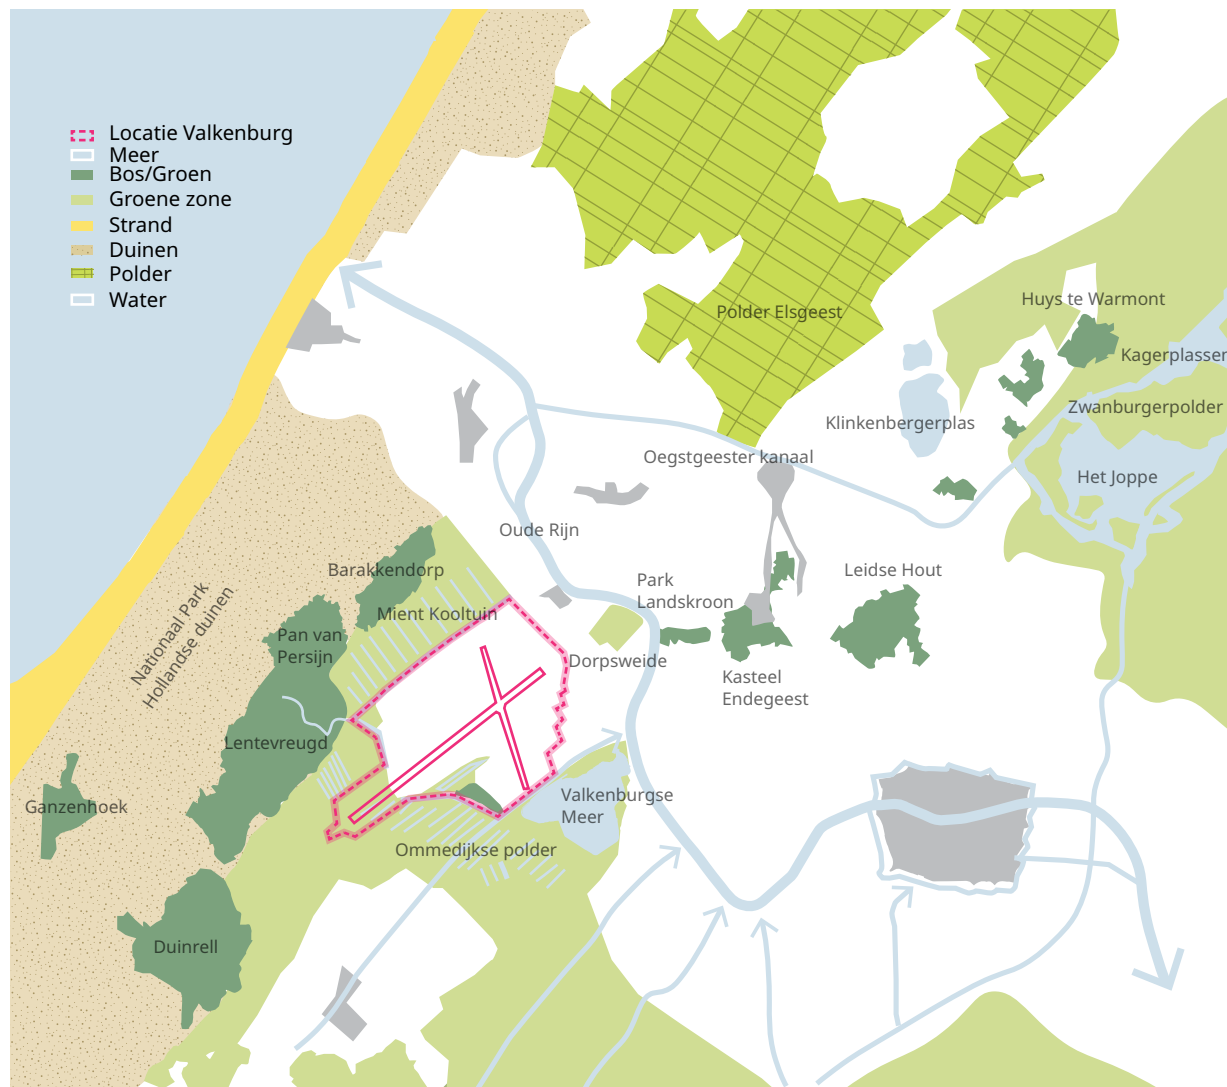 Locatie Valkenburg
Meer
Bos/Groen
Groene zone
Strand
Duinen
Polder
Water
Huys te Warmont
Polder Elsgeest
Kagerplassen
Zwanburgerpolder
Klinkenbergerplas
Oegstgeester kanaal
Het Joppe
Oude Rijn
Barakkendorp
Park
Landskroon
Leidse Hout
Mient Kooltuin
Nationaal Park
Hollandse duinen
Pan van
Persijn
Dorpsweide
Kasteel
Endegeest
Lentevreugd
Ganzenhoek
Valkenburgse
Meer
Ommedijkse polder
Duinrell